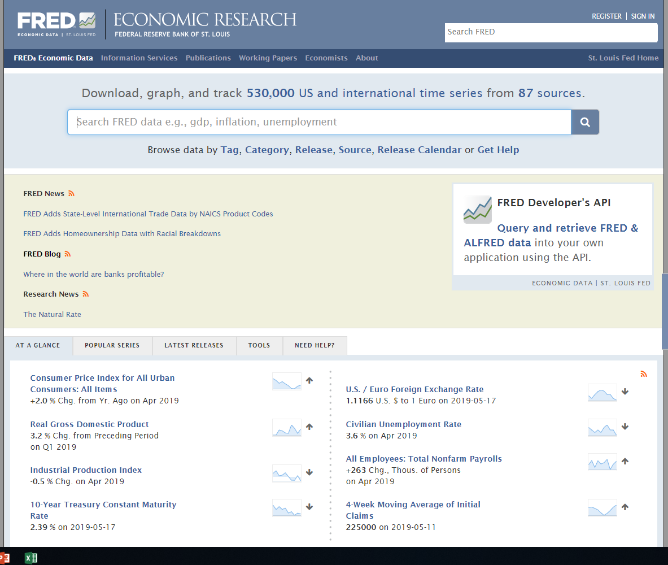 FRED
ECONOMIC DATA | ST. LOUIS FED
ECONOMIC RESEARCH
FEDERAL RESERVE BANK OF ST. LOUIS
REGISTER | SIGN IN
Search FRED
FRED® Economic Data Information Services Publications Working Papers Economists About St. Louis Fed Home
Download, graph, and track 530,000 US and international time series from 87 sources.
Search FRED data e.g., gdp, inflation, unemployment
Browse data by Tag, Category, Release, Source, Release Calendar or Get Help
FRED News
FRED Adds State-Level International Trade Data by NAICS Product Codes
FRED Adds Homeownership Data with Racial Breakdowns
FRED Blog
Where in the world are banks profitable?
Research News
The Natural Rate
FRED Developer's API
Query and retrieve FRED &
ALFRED data into your own
application using the API.
ECONOMIC DATA | ST. LOUIS FED
AT A GLANCE POPULAR SERIES LATEST RELEASES TOOLS NEED HELP?
Consumer Price Index for All Urban
Consumers: All Items
+2.0 % Chg. from Yr. Ago on Apr 2019
Real Gross Domestic Product
3.2 % Chg. from Preceding Period
on Q1 2019
Industrial Production Index
-0.5 % Chg. on Apr 2019
10-Year Treasury Constant Maturity
Rate
2.39 % on 2019-05-17
U.S. / Euro Foreign Exchange Rate
1.1166 U.S. $ to 1 Euro on 2019-05-17
Civilian Unemployment Rate
3.6 % on Apr 2019
All Employees: Total Nonfarm Payrolls
+263 Chg., Thous. of Persons
on Apr 2019
4-Week Moving Average of Initial
Claims
225000 on 2019-05-11